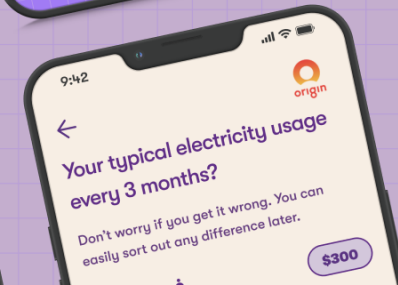 9:42
origin
Your typical electricity usage
every 3 months?
Don't worry if you get it wrong. You can
easily sort out any difference later.
$300